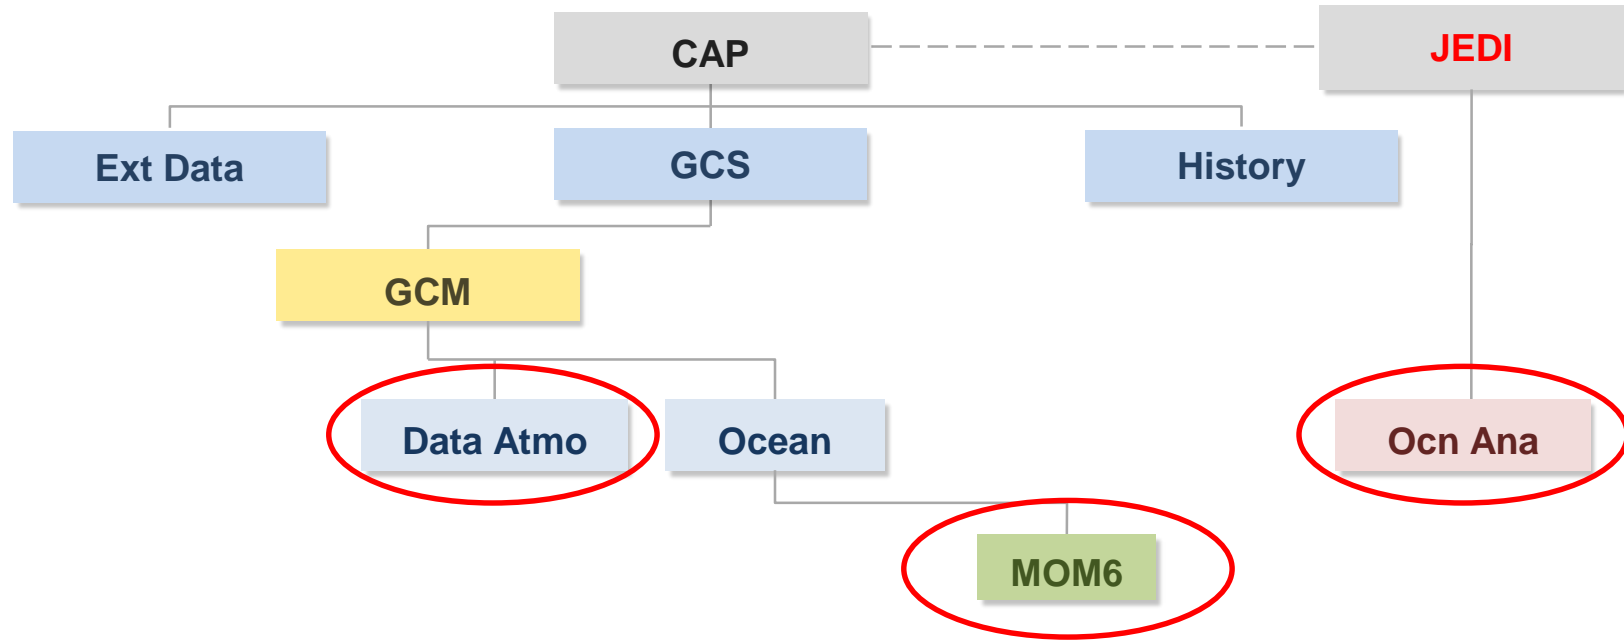 CAP
JEDI
Ext Data
GCS
History
GCM
Data Atmo
Ocean
Ocn Ana
MOM6